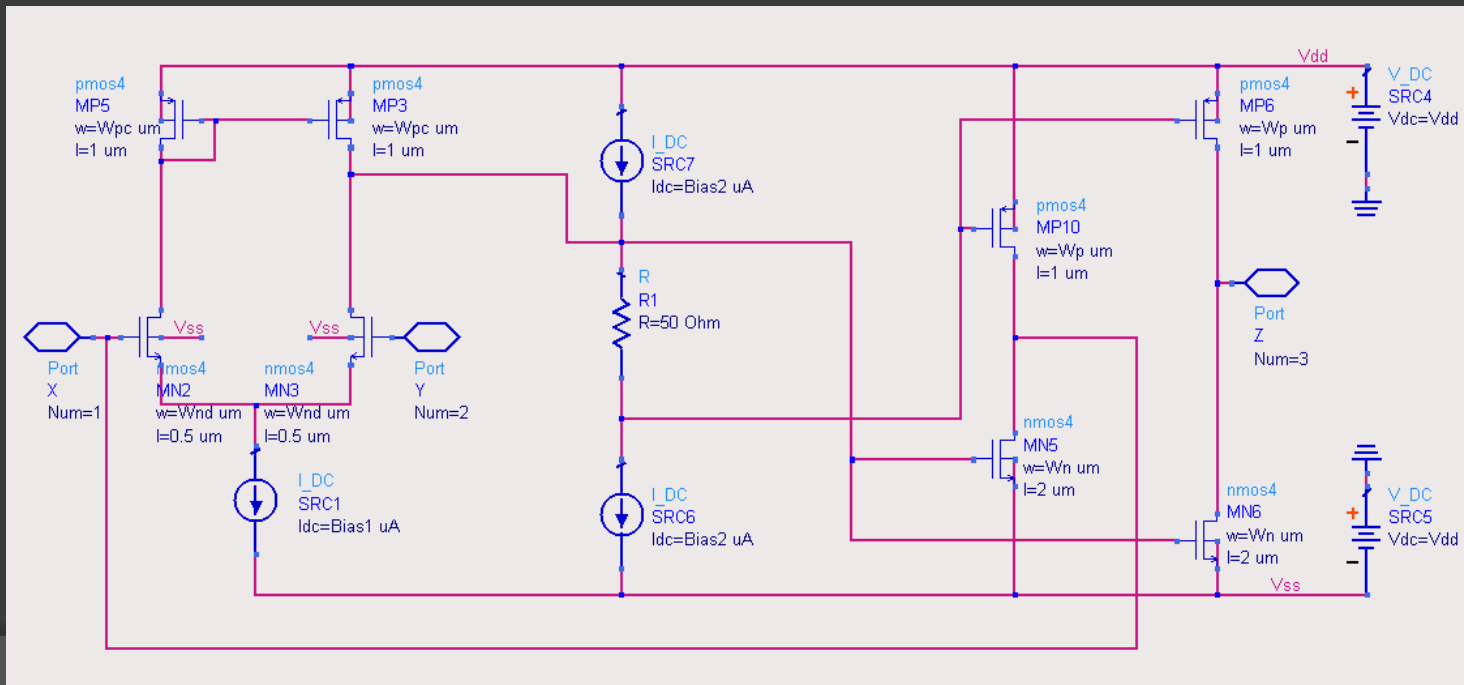 Vdd
pmos4
MP5
w=Wpc um
l=1 um
pmos4
MP3
w=Wpc um
l=1 um
I_DC
SRC7
Idc=Bias2 uA
pmos4
MP6
w=Wp um
l=1 um
+
V_DC
SRC4
Vdc=Vdd
-
pmos4
MP10
w=Wp um
l=1 um
R
R1
R=50 Ohm
Port
Z
Num=3
Vss
Vss
Port
X
Num=1
nmos4
MN2
w=Wnd um
l=0.5 um
nmos4
MN3
w=Wnd um
l=0.5 um
Port
Y
Num=2
nmos4
MN5
w=Wn um
l=2 um
I_DC
SRC1
Idc=Bias1 uA
I_DC
SRC6
Idc=Bias2 uA
nmos4
MN6
w=Wn um
l=2 um
+
V_DC
SRC5
Vdc=Vdd
-
Vss